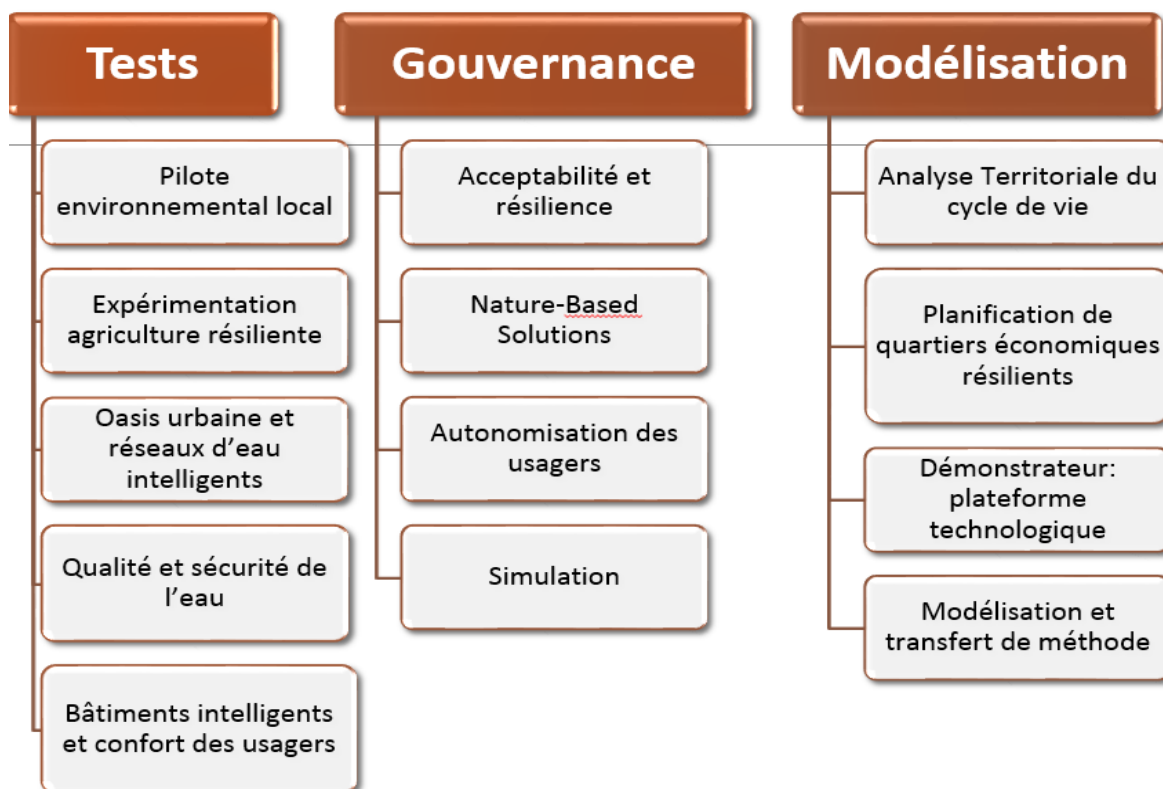 Tests
Pilote
environnemental local
Expérimentation
agriculture résiliente
Oasis urbaine et
réseaux d’eau
intelligents
Qualité et sécurité de
l’eau
Bâtiments intelligents
et confort des usagers
Gouvernance
Acceptabilité et
résilience
Nature-Based
Solutions
Autonomisation des
usagers
Simulation
Modélisation
Analyse Territoriale du
cycle de vie
Planification de
quartiers économiques
résilients
Démonstrateur:
plateforme
technologique
Modélisation et
transfert de méthode